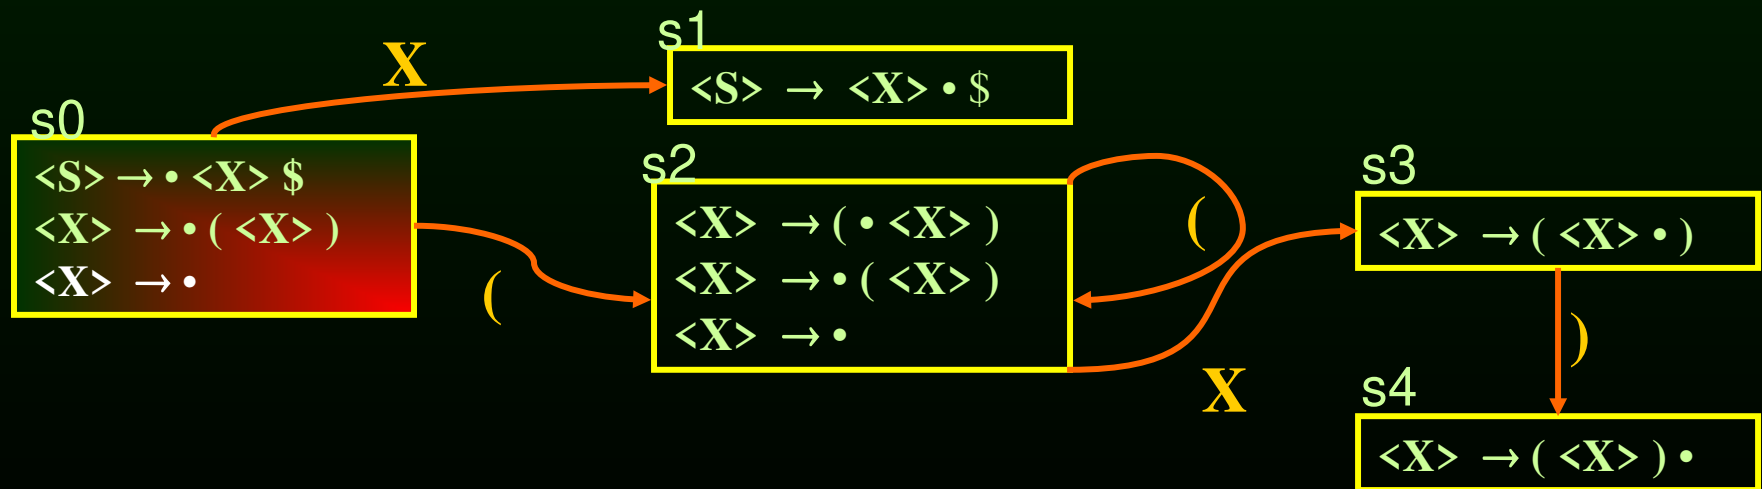 s1
X
<S> → <X> • $
s0
<S> → • <X> $
<X> → • ( <X> )
<X> → •
(
s2
<X> → ( • <X> )
<X> → • ( <X> )
<X> → •
(
X
s3
<X> → ( <X> • )
)
s4
<X> → ( <X> ) •